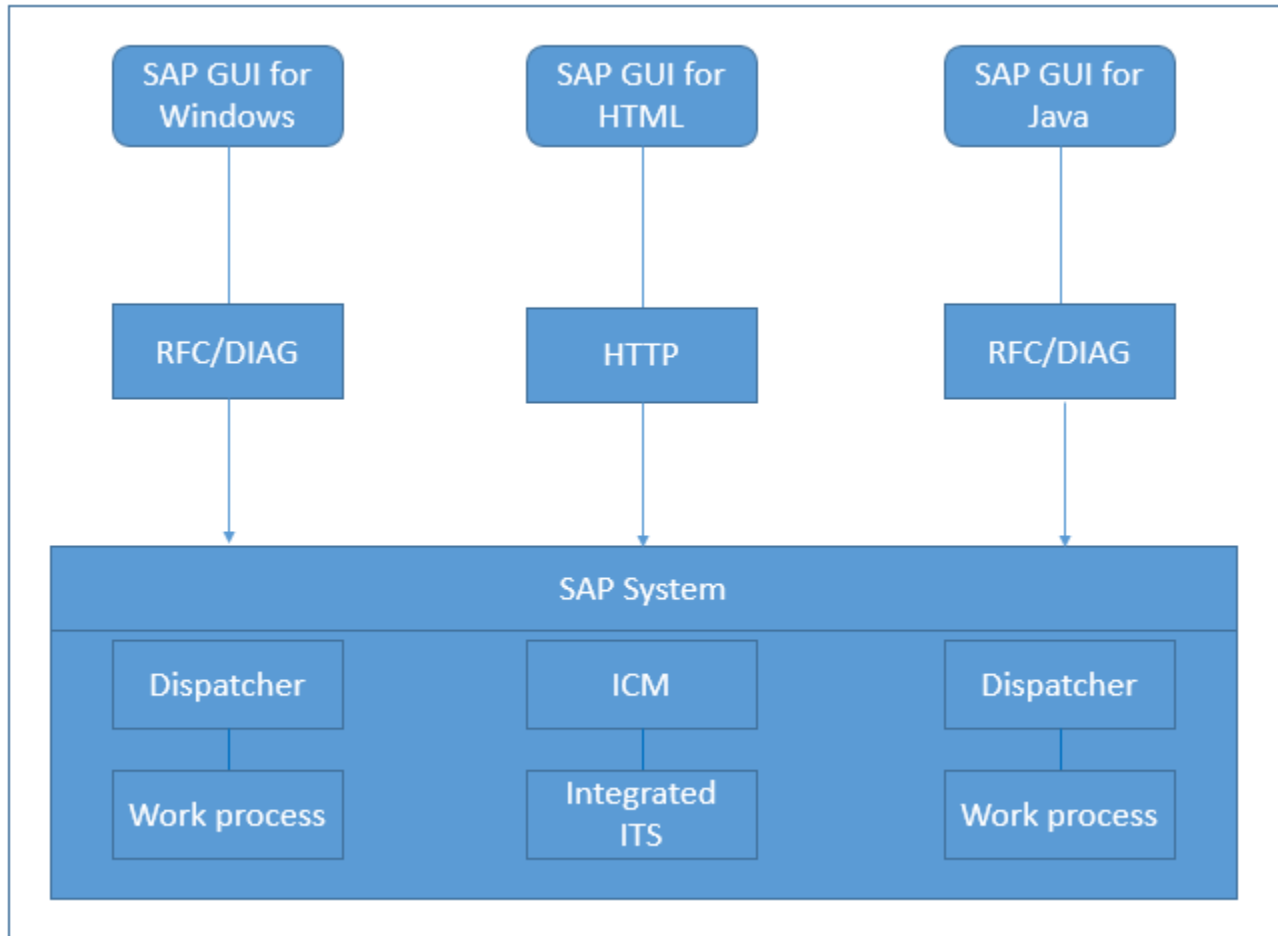 SAP GUI for
Windows
SAP GUI for
HTML
SAP GUI for
Java
RFC/DIAG
HTTP
RFC/DIAG
SAP System
Dispatcher
ICM
Dispatcher
Work process
Integrated
ITS
Work process